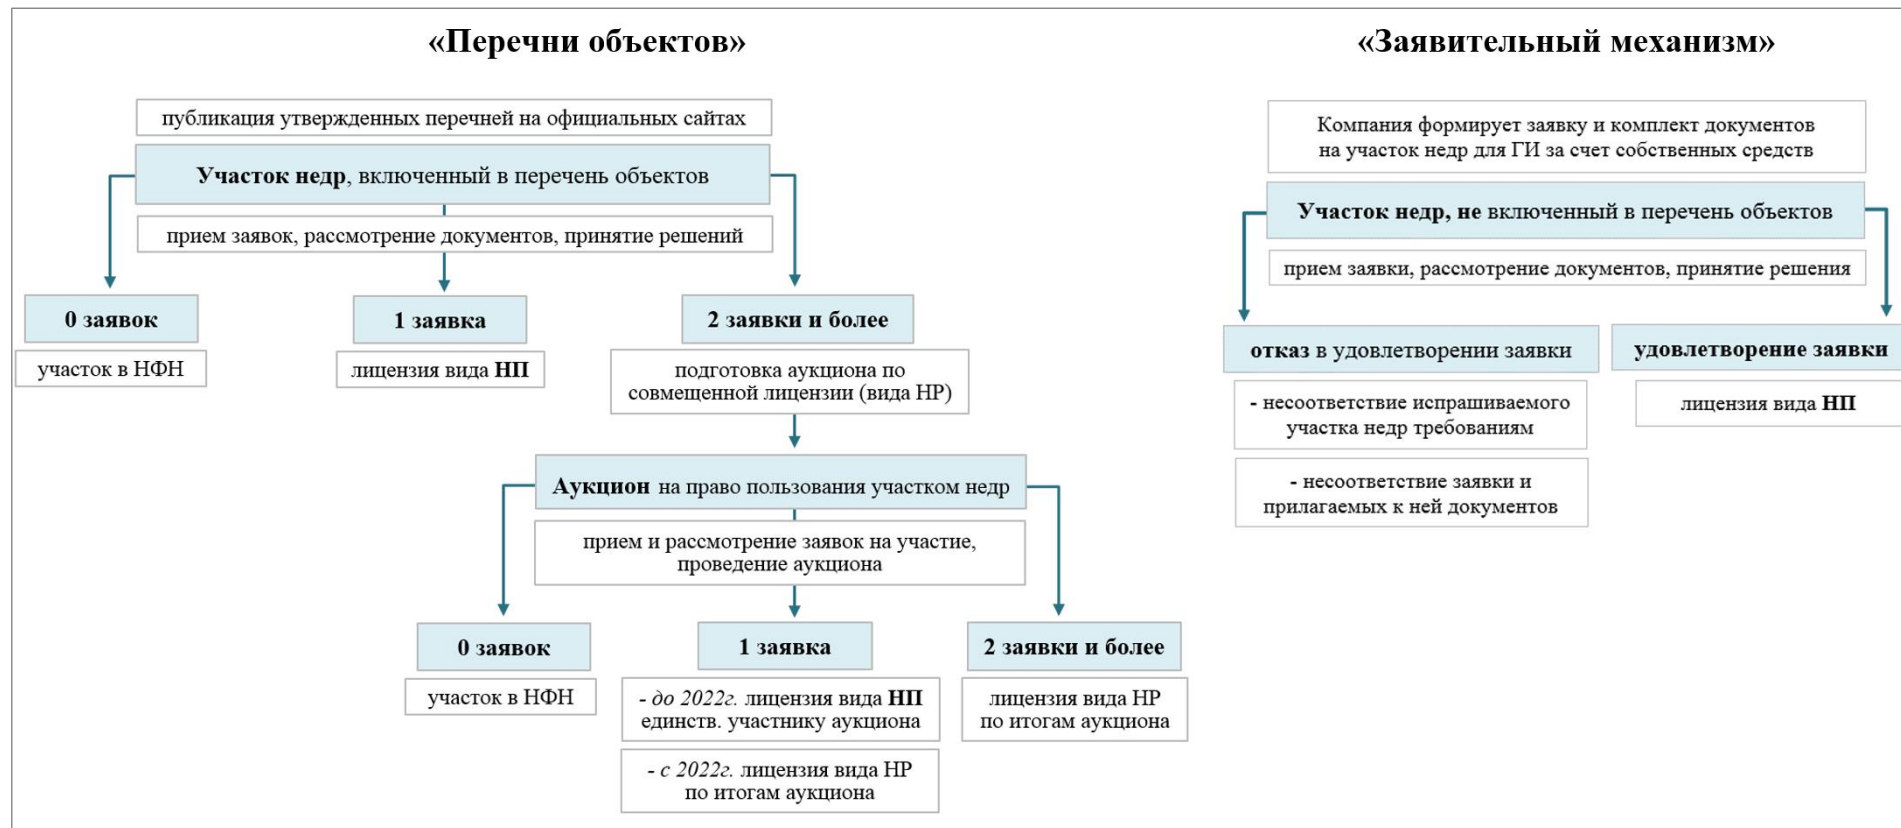 «Перечни объектов»
публикация утвержденных перечней на официальных сайтах
Участок недр, включенный в перечень объектов
прием заявок, рассмотрение документов, принятие решений
0 заявок
участок в НФН
1 заявка
лицензия вида НП
2 заявки и более
подготовка аукциона по
совмещенной лицензии (вида НР)
Аукцион на право пользования участком недр
прием и рассмотрение заявок на участие,
проведение аукциона
0 заявок
участок в НФН
1 заявка
- до 2022г. лицензия вида НП
единств. участнику аукциона
- с 2022г. лицензия вида НР
по итогам аукциона
2 заявки и более
лицензия вида НР
по итогам аукциона
«Заявительный механизм»
Компания формирует заявку и комплект документов
на участок недр для ГИ за счет собственных средств
Участок недр, не включенный в перечень объектов
прием заявки, рассмотрение документов, принятие решения
отказ в удовлетворении заявки
- несоответствие испрашиваемого
участка недр требованиям
- несоответствие заявки и
прилагаемых к ней документов
удовлетворение заявки
лицензия вида НП